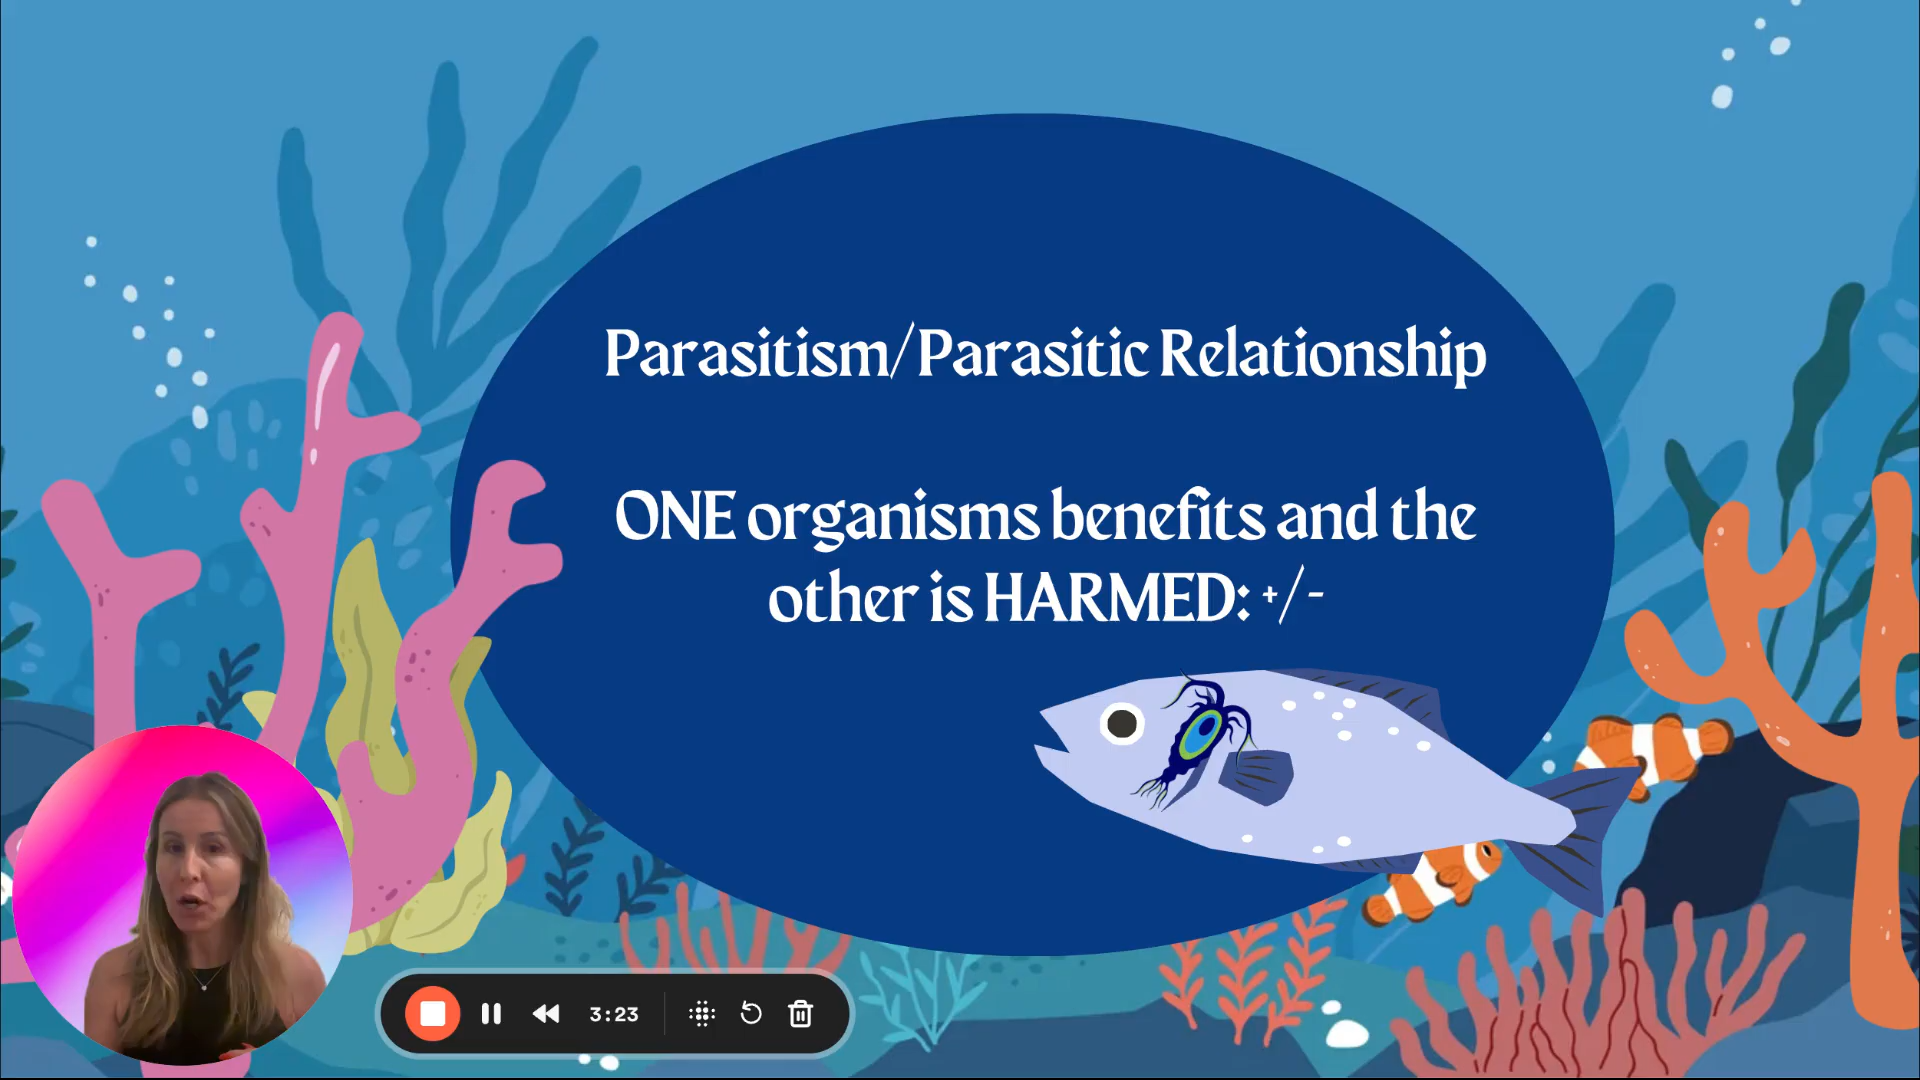 Parasitism/Parasitic Relationship
ONE organisms benefits and the
other is HARMED: +/-
3:23